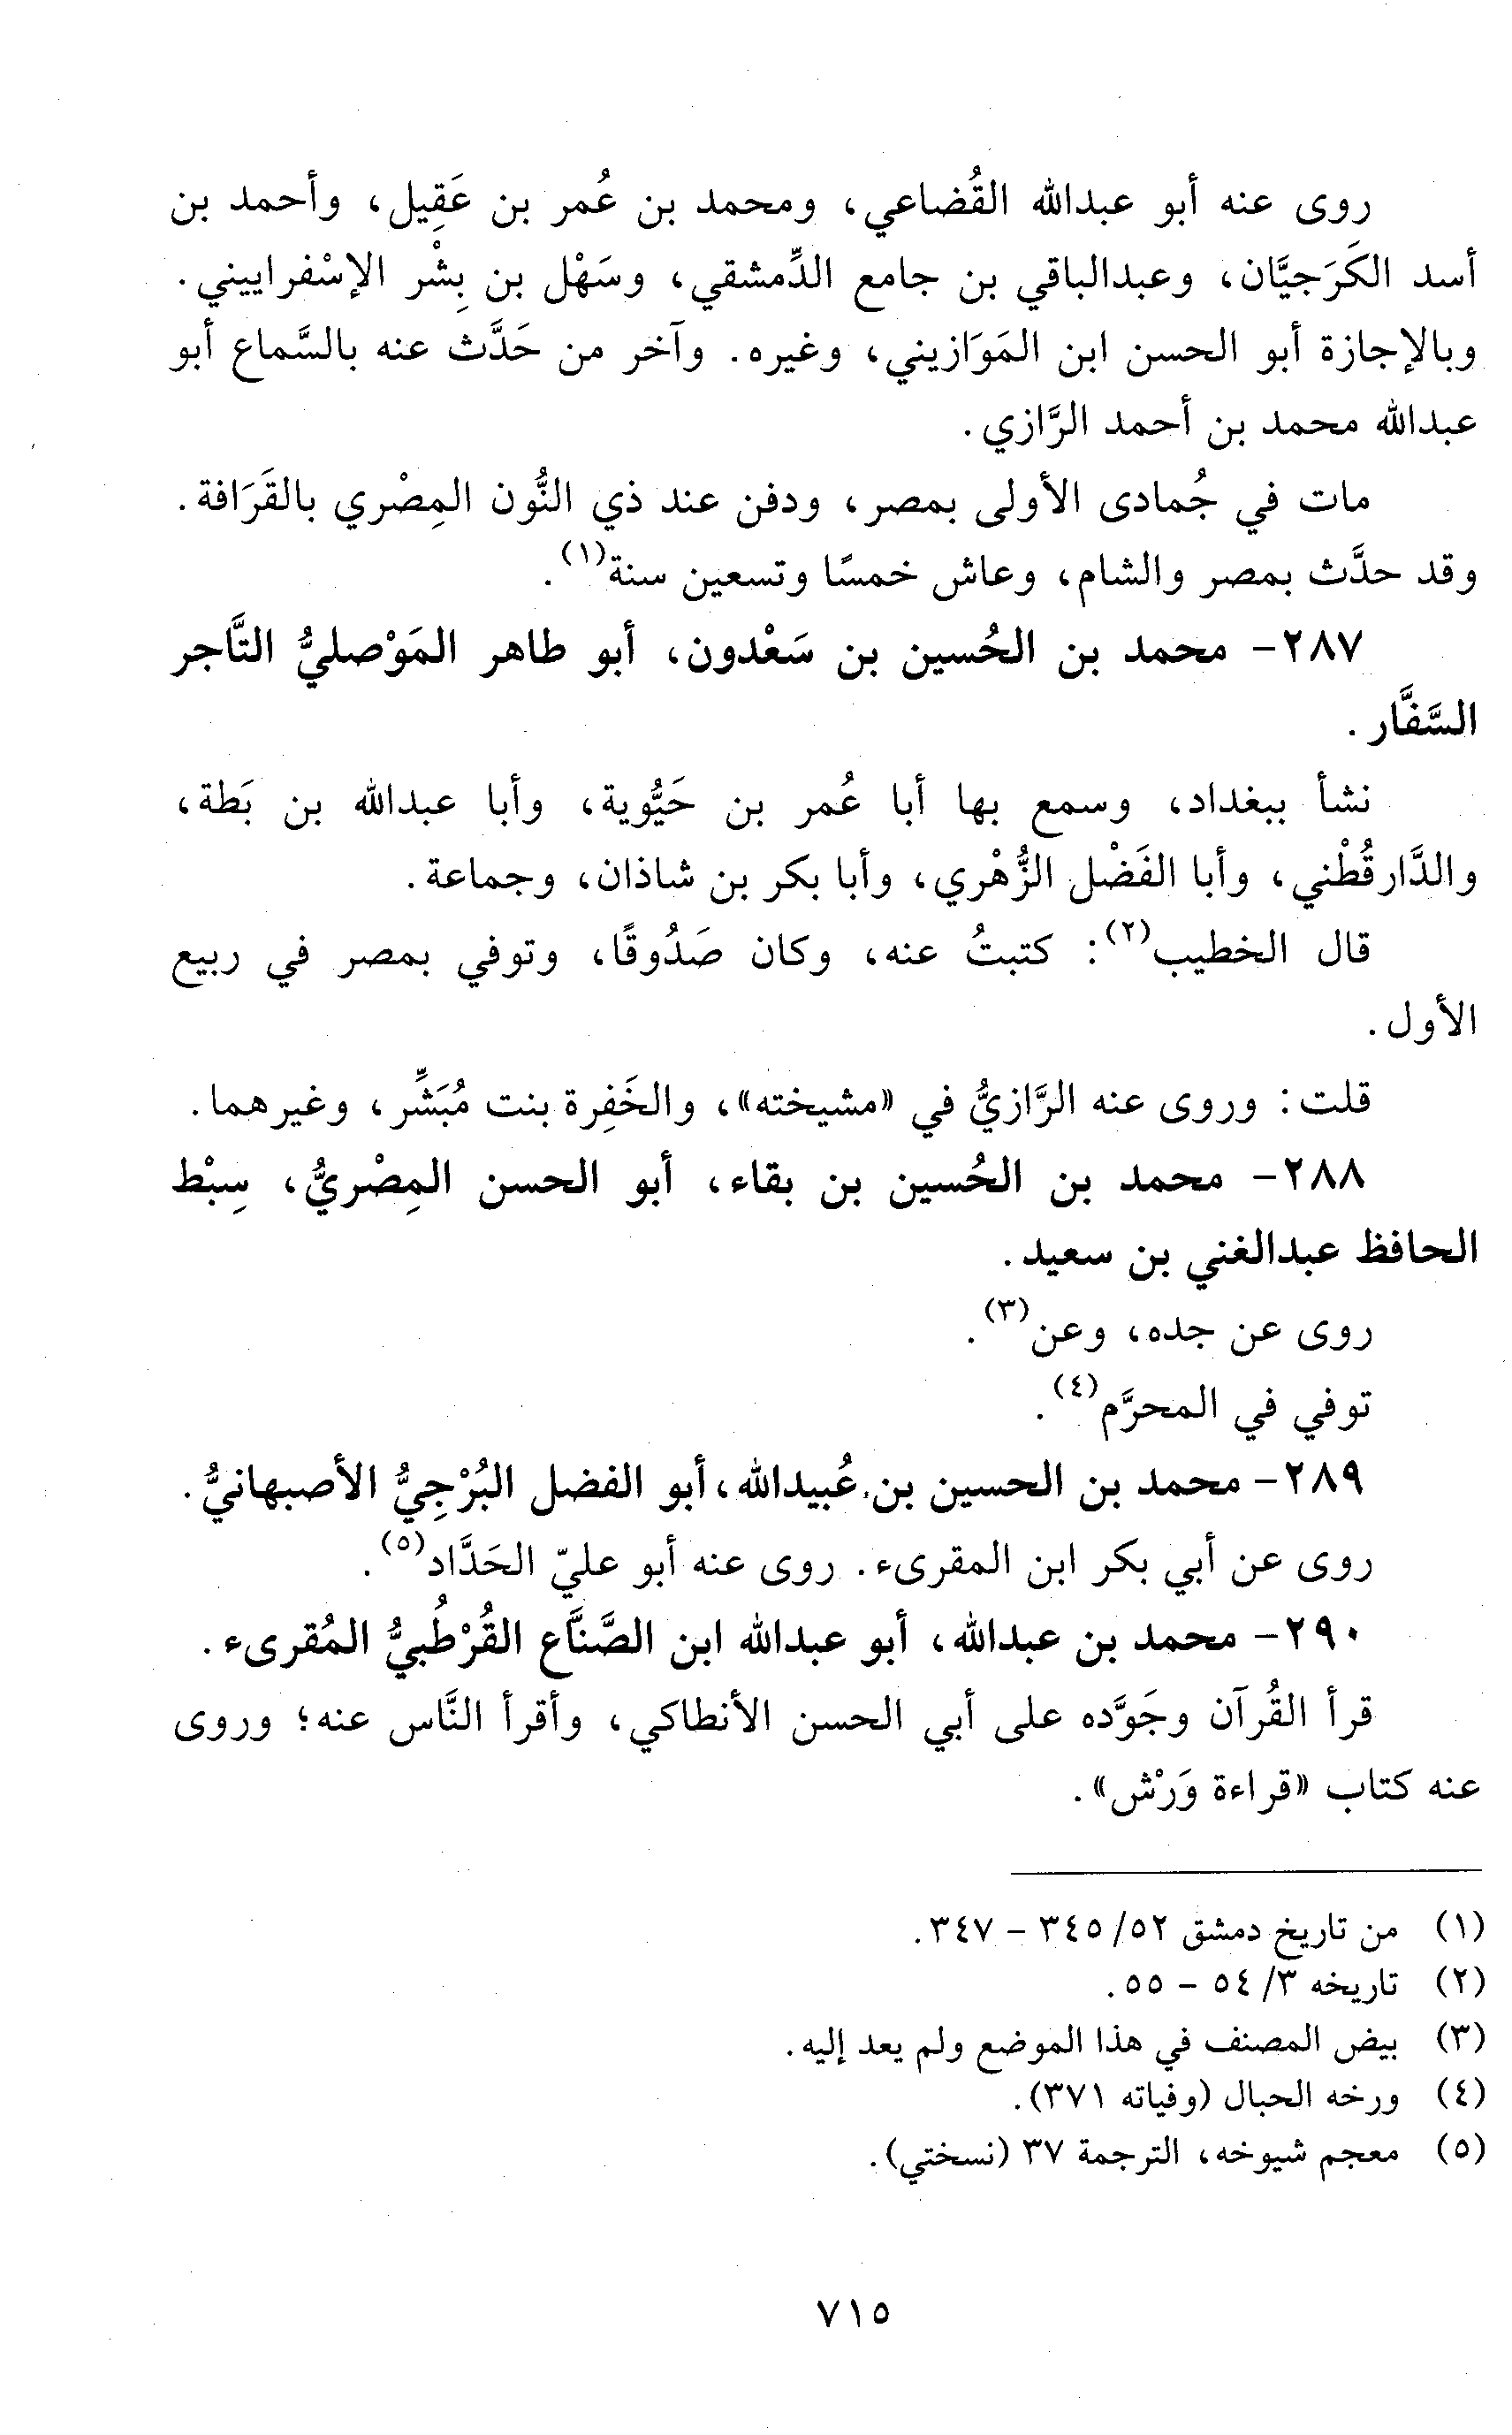 روى عنه أبو عبدالله القُضاعي، ومحمد بن عُمر بن عَقِيل، وأحمد بن
أسد الكَرَجيَّان، وعبدالباقي بن جامع الدِّمشقي، وسَهْل بن بِشْر الإسْفراييني.
وبالإجازة أبو الحسن ابن المَوَازيني، وغيره. وآخر من حَدَّث عنه بالسَّماع أبو
عبدالله محمد بن أحمد الرَّازي.
مات في جُمادى الأولى بمصر، ودفن عند ذي النُّون المِصْري بالقَرَافة.
وقد حدَّث بمصر والشام، وعاش خمسًا وتسعين سنة(١).
٢٨٧- محمد بن الحُسين بن سَعْدون، أبو طاهر المَوْصليُّ التَّاجر
السَّفَّار.
نشأ ببغداد، وسمع بها أبا عُمر بن حَيُّوية، وأبا عبدالله بن بَطة،
والدَّارقُطْني، وأبا الفَضْل الزُّهْري، وأبا بكر بن شاذان، وجماعة.
قال الخطيب(٢): كتبتُ عنه، وكان صَدُوقًا، وتوفي بمصر في ربيع
الأول.
قلت: وروى عنه الرَّازيُّ في «مشيخته»، والخَفِرة بنت مُبَشِّر، وغيرهما.
٢٨٨- محمد بن الحُسين بن بقاء، أبو الحسن المِصْريُّ، سِبْط
الحافظ عبدالغني بن سعيد.
روى عن جده، وعن(٣).
توفي في المحرَّم(٤).
٢٨٩- محمد بن الحسين بن عُبيدالله، أبو الفضل البُرْجِيُّ الأصبهانيُّ.
روى عن أبي بكر ابن المقرىء. روى عنه أبو عليّ الحَدَّاد(٥).
٢٩٠- محمد بن عبدالله، أبو عبدالله ابن الصَّنَّاع القُرْطُبيُّ المُقرىء.
قرأ القُرآن وجَوَّده على أبي الحسن الأنطاكي، وأقرأ النَّاس عنه؛ وروى
عنه كتاب «قراءة وَرْش».
(١) من تاريخ دمشق ٥٢/ ٣٤٥ - ٣٤٧.
(٢) تاريخه ٣/ ٥٤ - ٥٥.
(٣) بيض المصنف في هذا الموضع ولم يعد إليه.
(٤) ورخه الحبال (وفياته ٣٧١).
(٥) معجم شيوخه، الترجمة ٣٧ (نسختي).
٧١٥